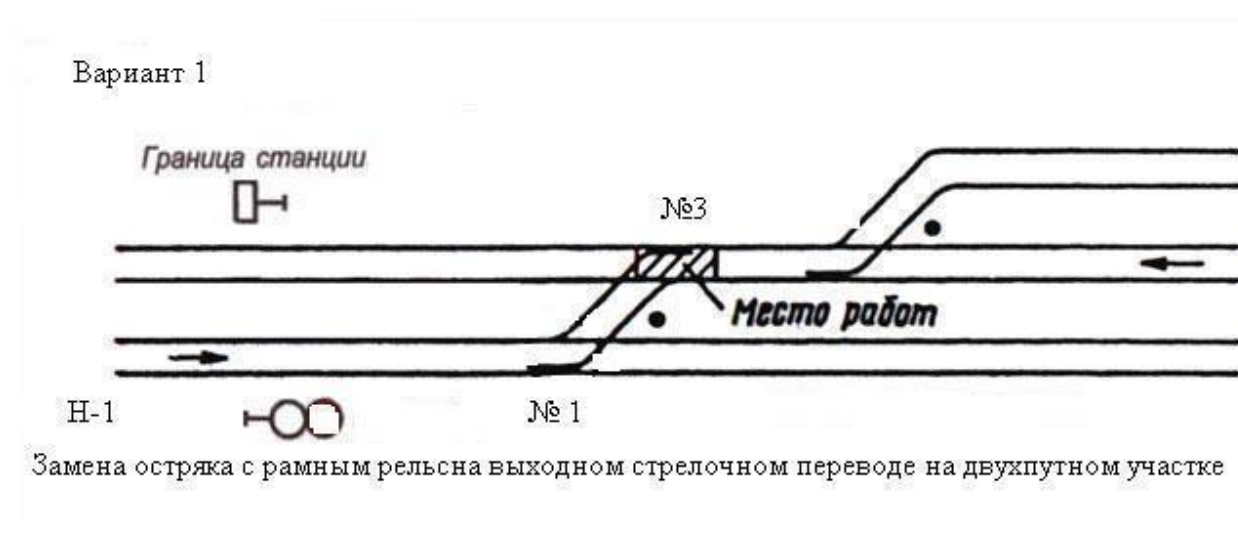 Вариант 1
Граница станции
№3
Место работ
Н-1
№ 1
Замена остряка с рамным рельсна выходном стрелочном переводе на двухпутном участке